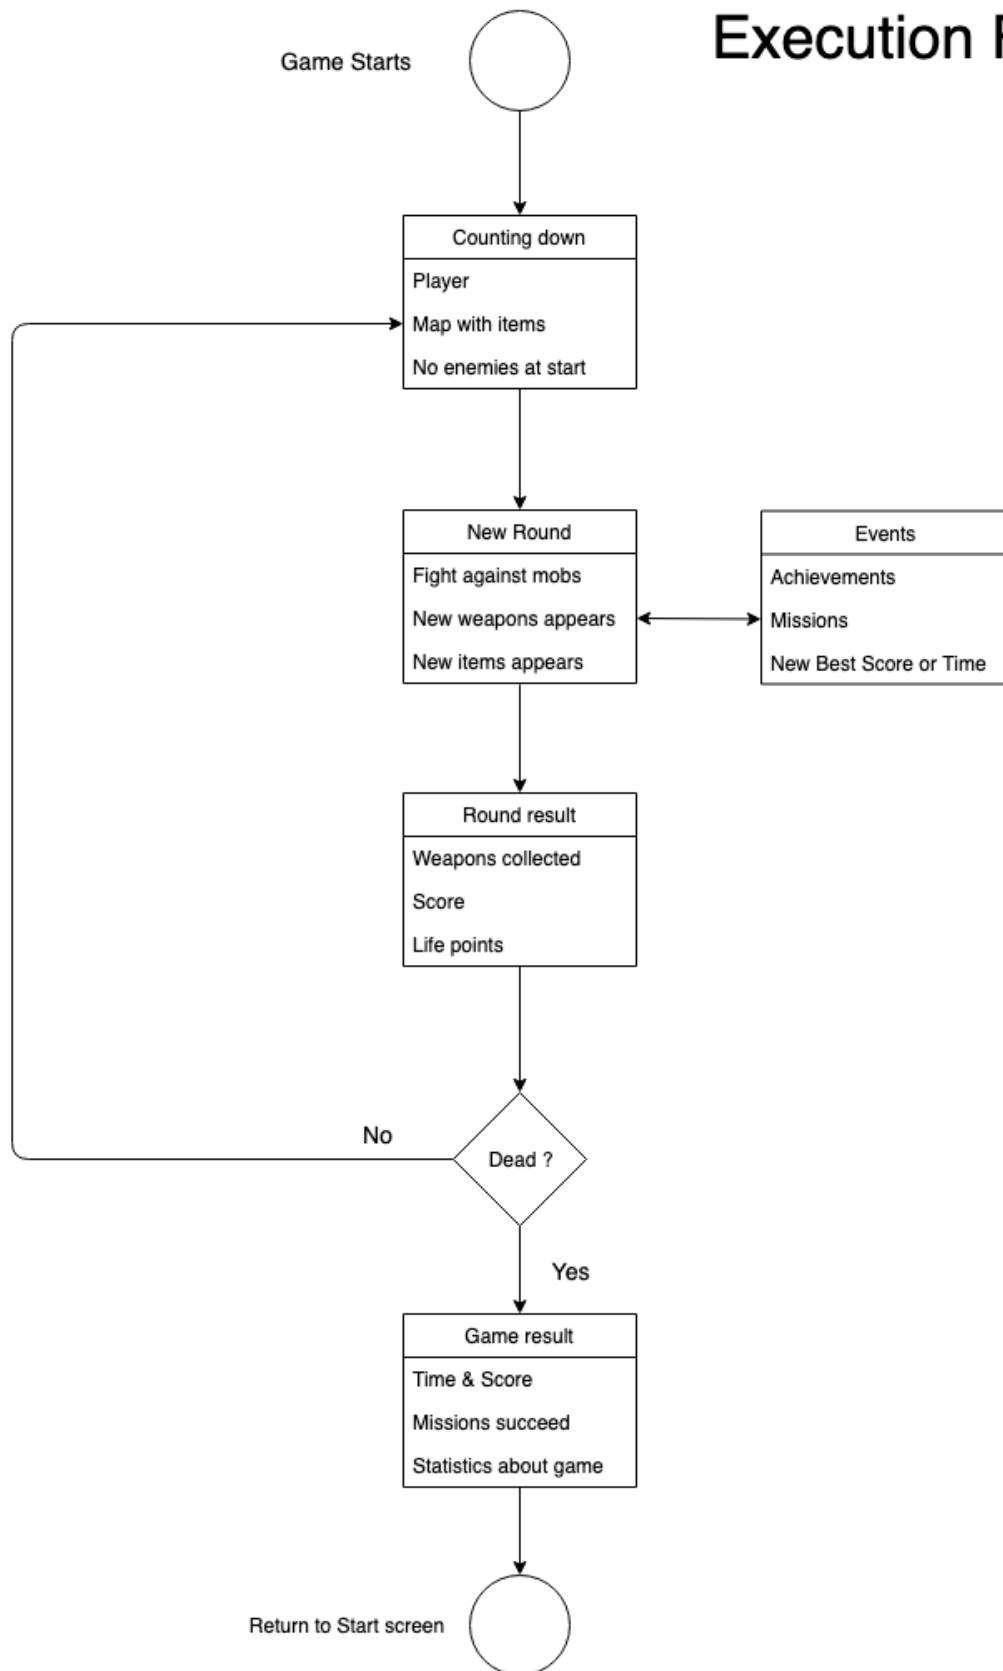 Execution
Game Starts
Counting down
Player
Map with items
No enemies at start
New Round
Fight against mobs
New weapons appears
New items appears
Events
Achievements
Missions
New Best Score or Time
Round result
Weapons collected
Score
Life points
No
Dead ?
Yes
Game result
Time & Score
Missions succeed
Statistics about game
Return to Start screen